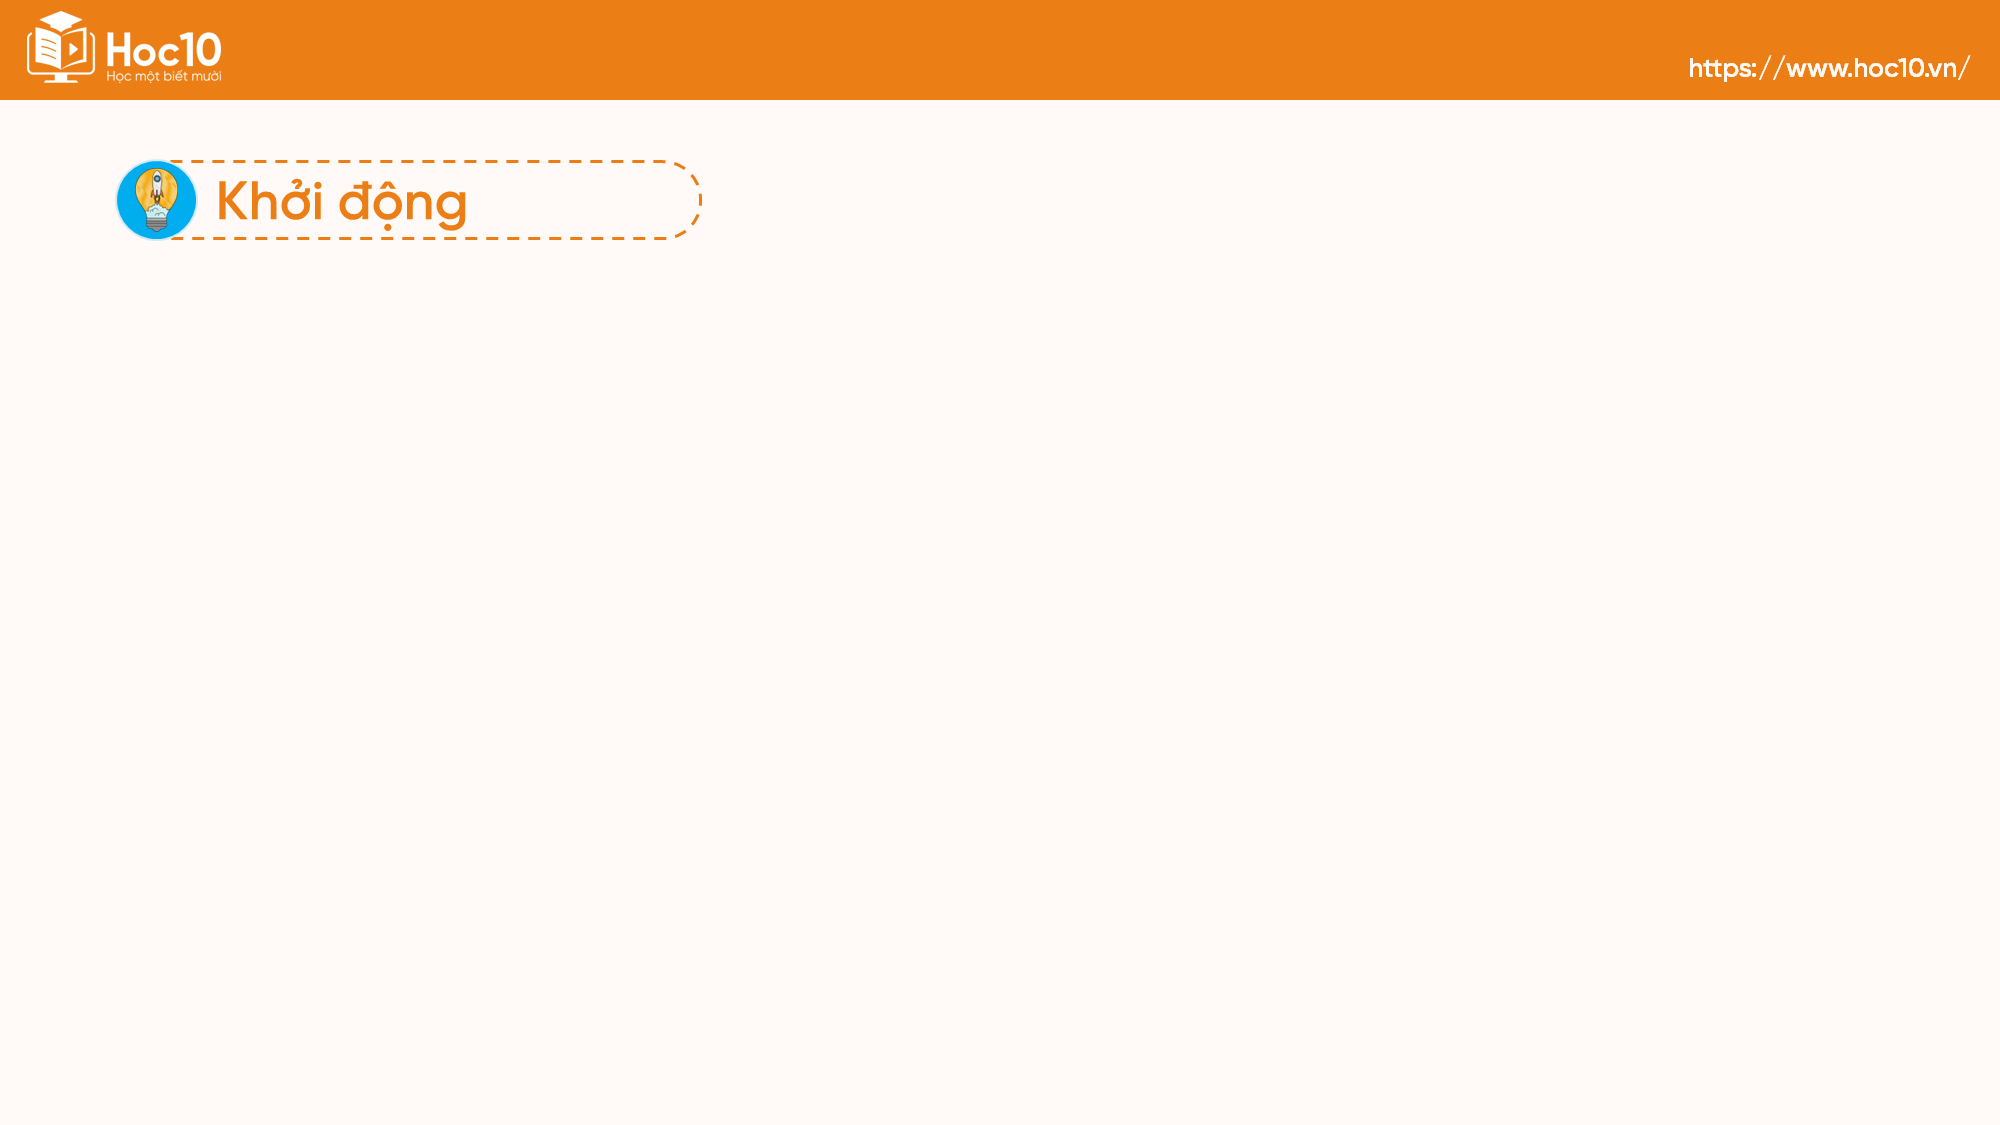 Hoc10
Học một biết mười
https://www.hoc10.vn/
Khởi động